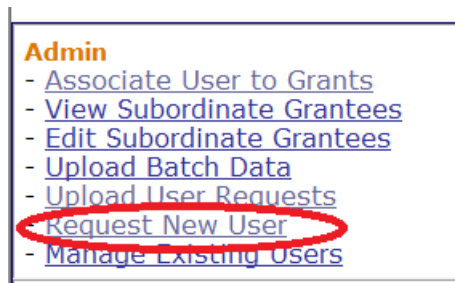 Admin
- Associate User to Grants
- View Subordinate Grantees
- Edit Subordinate Grantees
- Upload Batch Data
- Upload User Requests
- Request New User
- Manage Existing Users